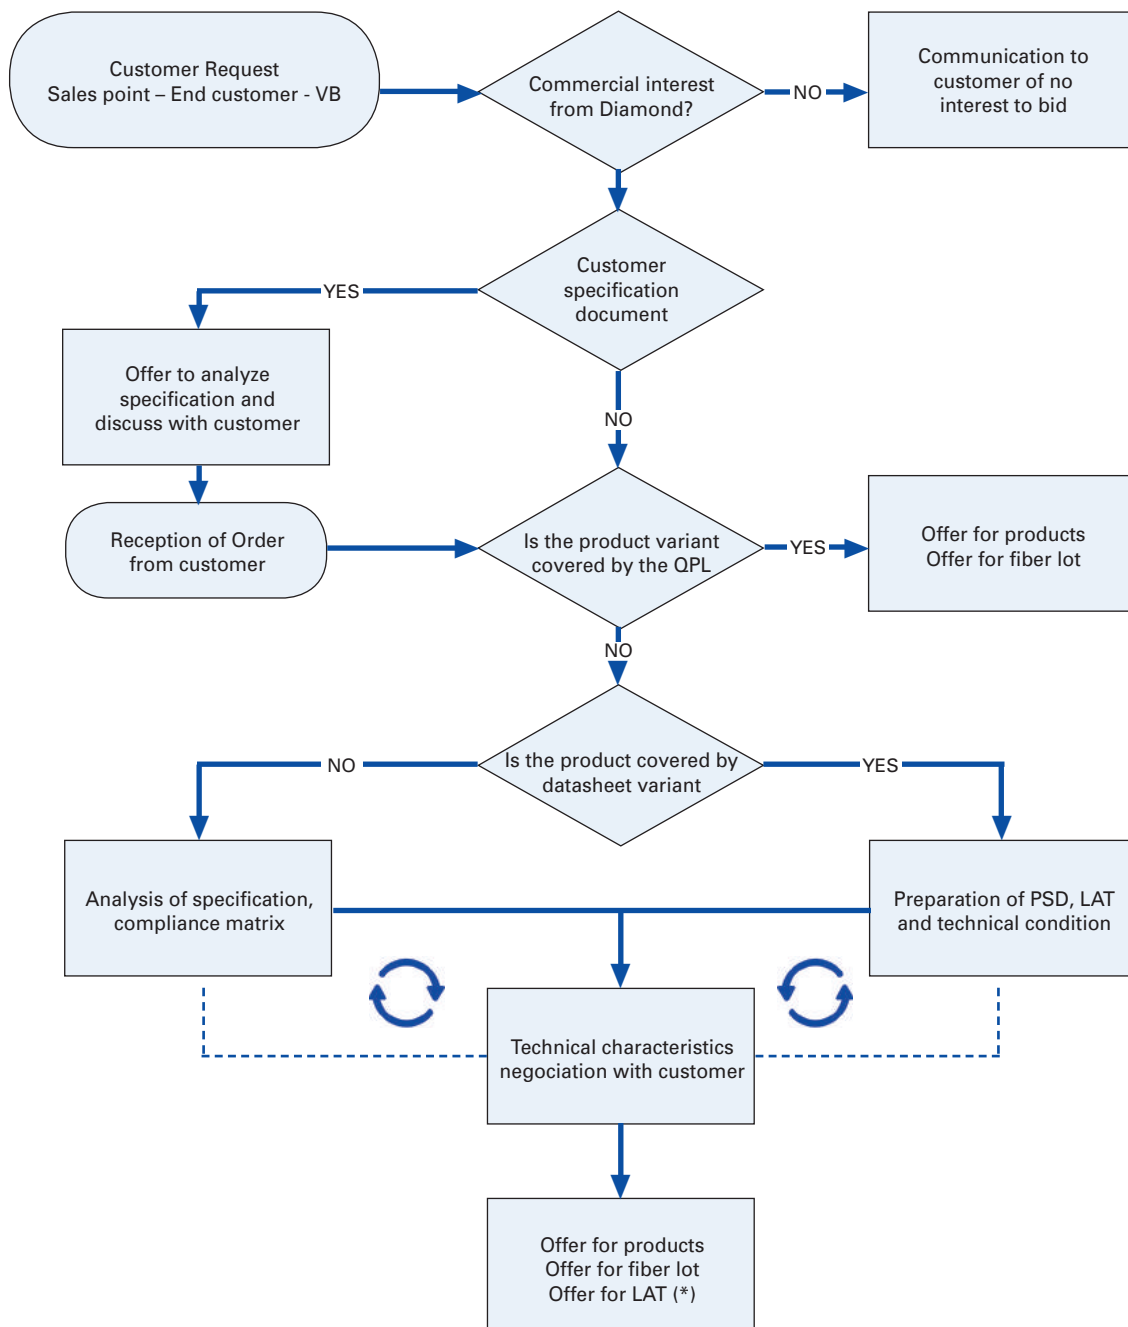 Customer Request
Sales point – End customer - VB
Commercial interest
from Diamond?
NO
Communication to
customer of no
interest to bid
Customer
specification
document
YES
Offer to analyze
specification and
discuss with customer
NO
Reception of Order
from customer
Is the product variant
covered by the QPL
YES
Offer for products
Offer for fiber lot
NO
Is the product covered by
datasheet variant
NO
YES
Analysis of specification,
compliance matrix
Preparation of PSD, LAT
and technical condition
Technical characteristics
negociation with customer
Offer for products
Offer for fiber lot
Offer for LAT (*)